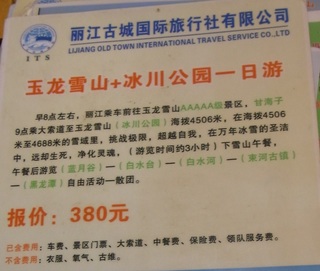 丽江古城国际旅行社有限公司
LIJIANG OLD TOWN INTERNATIONAL TRAVEL SERVICE CO.,LTD
ITS
玉龙雪山+冰川公园一日游
早8点左右，丽江乘车前往玉龙雪山AAAAA级景区，甘海子
9点乘大索道至玉龙雪山（冰川公园）海拔4506米，在海拔4506
米至4688米的雪域里，挑战极限，超越自我，在万年冰雪的圣洁
中，远却生死，净化灵魂，（游览时间约3小时）下雪山午餐，
午餐后游览（蓝月谷）—（白水台）—（白水河）—（束河古镇）
—（黑龙潭）自由活动一散团。
报价：380元
已含费用：车费、景区门票、大索道、中餐费、保险费、领队服务费。
不含费用：衣服、氧气、古维。